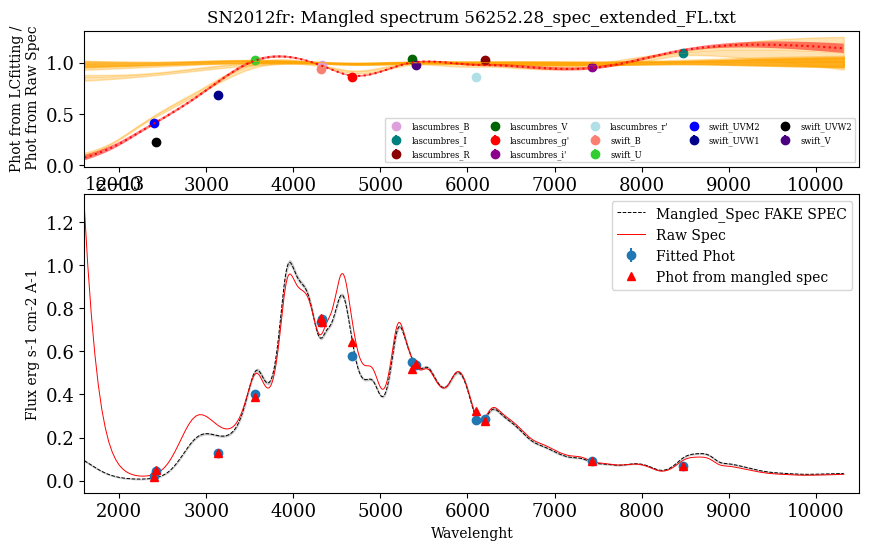 SN2012fr: Mangled spectrum 56252.28_spec_extended_FL.txt
Phot from LCfitting /
Phot from Raw Spec
1.0
0.5
0.0
lascumbres_B lascumbres_V lascumbres_r' swift_UVM2 swift_UVW2
lascumbres_I lascumbres_g' swift_B swift_UVW1 swift_V
lascumbres_R lascumbres_i' swift_U
2000 3000 4000 5000 6000 7000 8000 9000 10000
1e−13
Flux erg s-1 cm-2 A-1
1.2
1.0
0.8
0.6
0.4
0.2
0.0
Mangled_Spec FAKE SPEC
Raw Spec
Fitted Phot
Phot from mangled spec
2000 3000 4000 5000 6000 7000 8000 9000 10000
Wavelenght